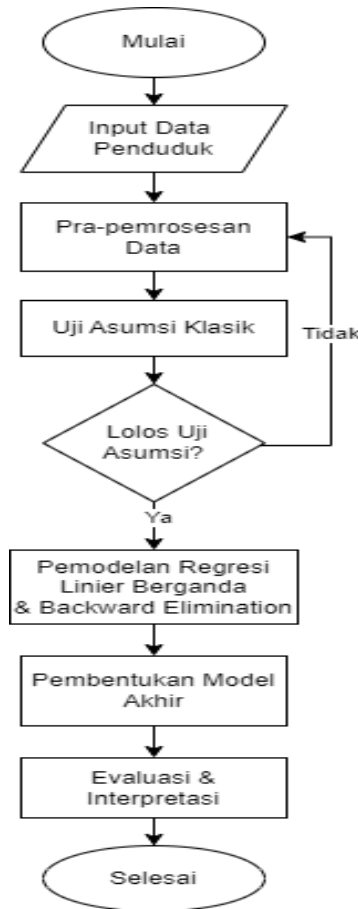 Mulai
Input Data
Penduduk
Pra-pemrosesan
Data
Uji Asumsi Klasik
Tidak
Lolos Uji
Asumsi?
Ya
Pemodelan Regresi
Linier Berganda
& Backward Elimination
Pembentukan Model
Akhir
Evaluasi &
Interpretasi
Selesai